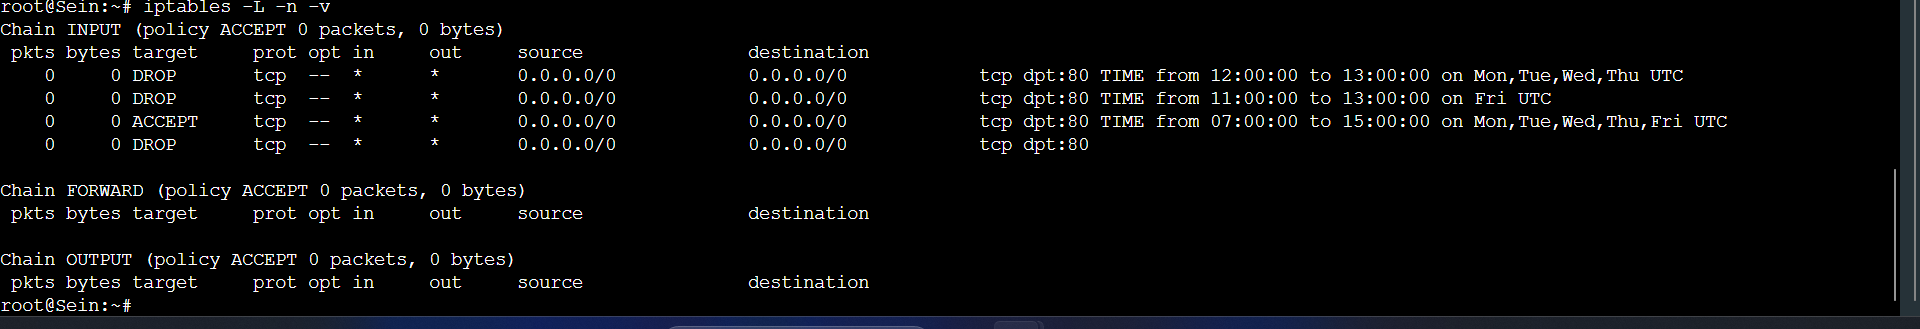 root@Sein:~# iptables -L -n -v
Chain INPUT (policy ACCEPT 0 packets, 0 bytes)
 pkts bytes target     prot opt in     out     source               destination
    0     0 DROP       tcp  --  *      *       0.0.0.0/0            0.0.0.0/0            tcp dpt:80 TIME from 12:00:00 to 13:00:00 on Mon,Tue,Wed,Thu UTC
    0     0 DROP       tcp  --  *      *       0.0.0.0/0            0.0.0.0/0            tcp dpt:80 TIME from 11:00:00 to 13:00:00 on Fri UTC
    0     0 ACCEPT     tcp  --  *      *       0.0.0.0/0            0.0.0.0/0            tcp dpt:80 TIME from 07:00:00 to 15:00:00 on Mon,Tue,Wed,Thu,Fri UTC
    0     0 DROP       tcp  --  *      *       0.0.0.0/0            0.0.0.0/0            tcp dpt:80
Chain FORWARD (policy ACCEPT 0 packets, 0 bytes)
 pkts bytes target     prot opt in     out     source               destination
Chain OUTPUT (policy ACCEPT 0 packets, 0 bytes)
 pkts bytes target     prot opt in     out     source               destination
root@Sein:~#